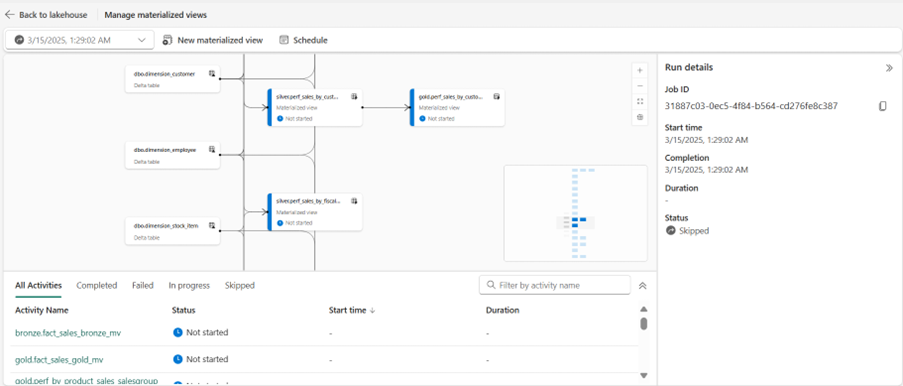 Back to lakehouse
Manage materialized views
3/15/2025, 1:29:02 AM
New materialized view
Schedule
dbo.dimension_customer
Delta table
silver.perf_sales_by_cust...
Materialized view
Not started
gold.perf_sales_by_custo...
Materialized view
Not started
dbo.dimension_employee
Delta table
silver.perf_sales_by_fiscal...
Materialized view
Not started
dbo.dimension_stock_item
Delta table
Run details
Job ID
31887c03-0ec5-4f84-b564-cd276fe8c387
Start time
3/15/2025, 1:29:02 AM
Completion
3/15/2025, 1:29:02 AM
Duration
-
Status
Skipped
All Activities Completed Failed In progress Skipped
Filter by activity name
Activity Name Status Start time Duration
bronze.fact_sales_bronze_mv Not started - -
gold.fact_sales_gold_mv Not started - -
gold.perf_by_product_sales_salesgroup Not started